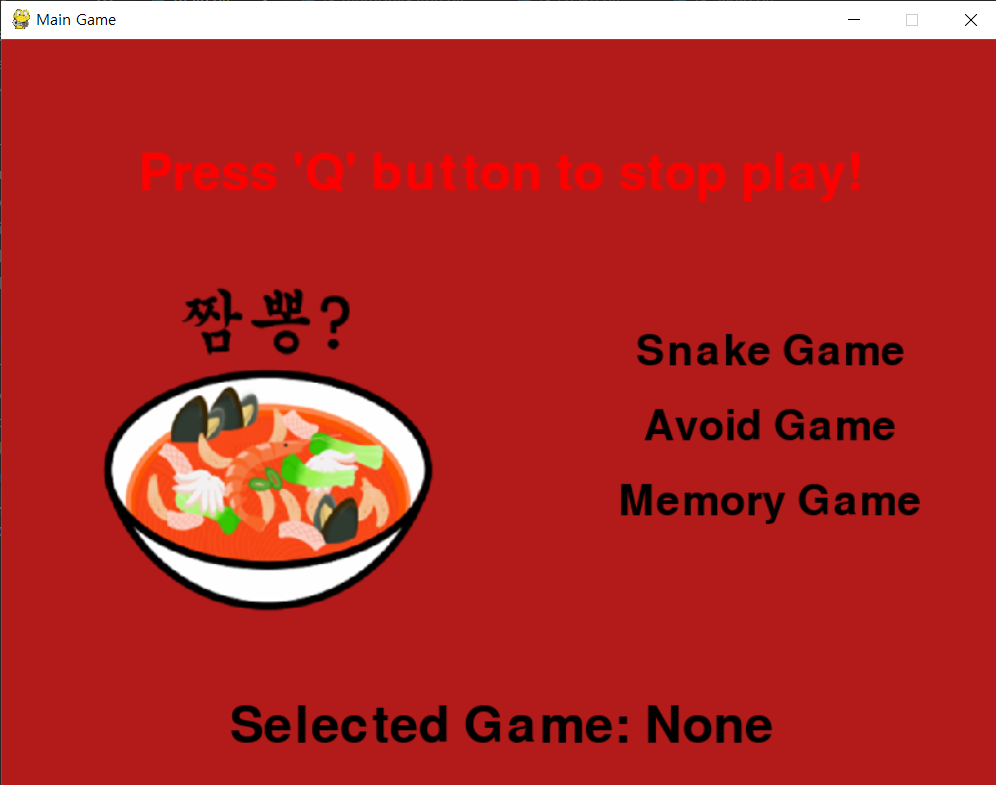 Main Game
Press 'Q' button to stop play!
짬뽕?
Snake Game
Avoid Game
Memory Game
Selected Game: None